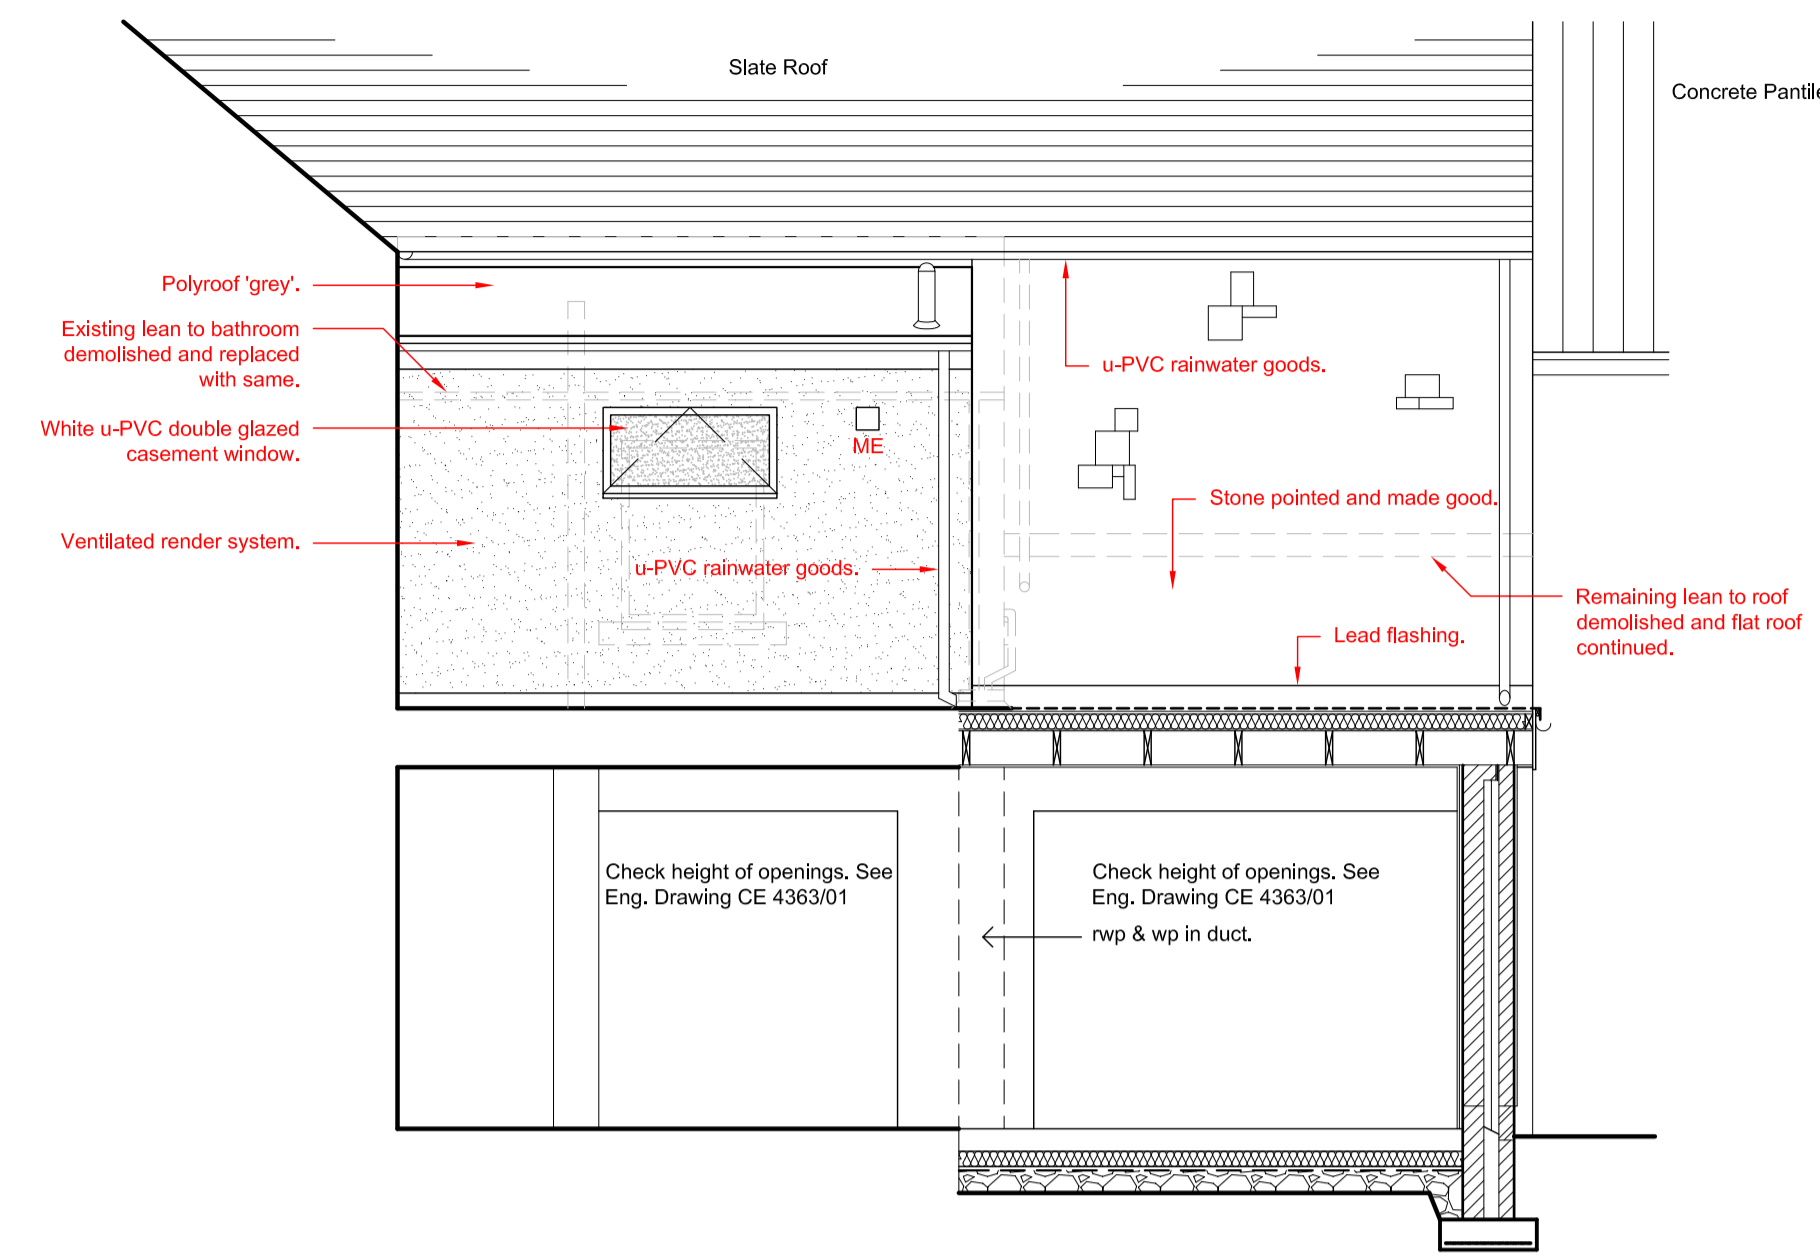 Slate Roof
Concrete Pantile
Polyroof 'grey'.
Existing lean to bathroom
demolished and replaced
with same.
White u-PVC double glazed
casement window.
ME
Ventilated render system.
u-PVC rainwater goods.
u-PVC rainwater goods.
Stone pointed and made good.
Lead flashing.
Remaining lean to roof
demolished and flat roof
continued.
Check height of openings. See
Eng. Drawing CE 4363/01
Check height of openings. See
Eng. Drawing CE 4363/01
rwp & wp in duct.